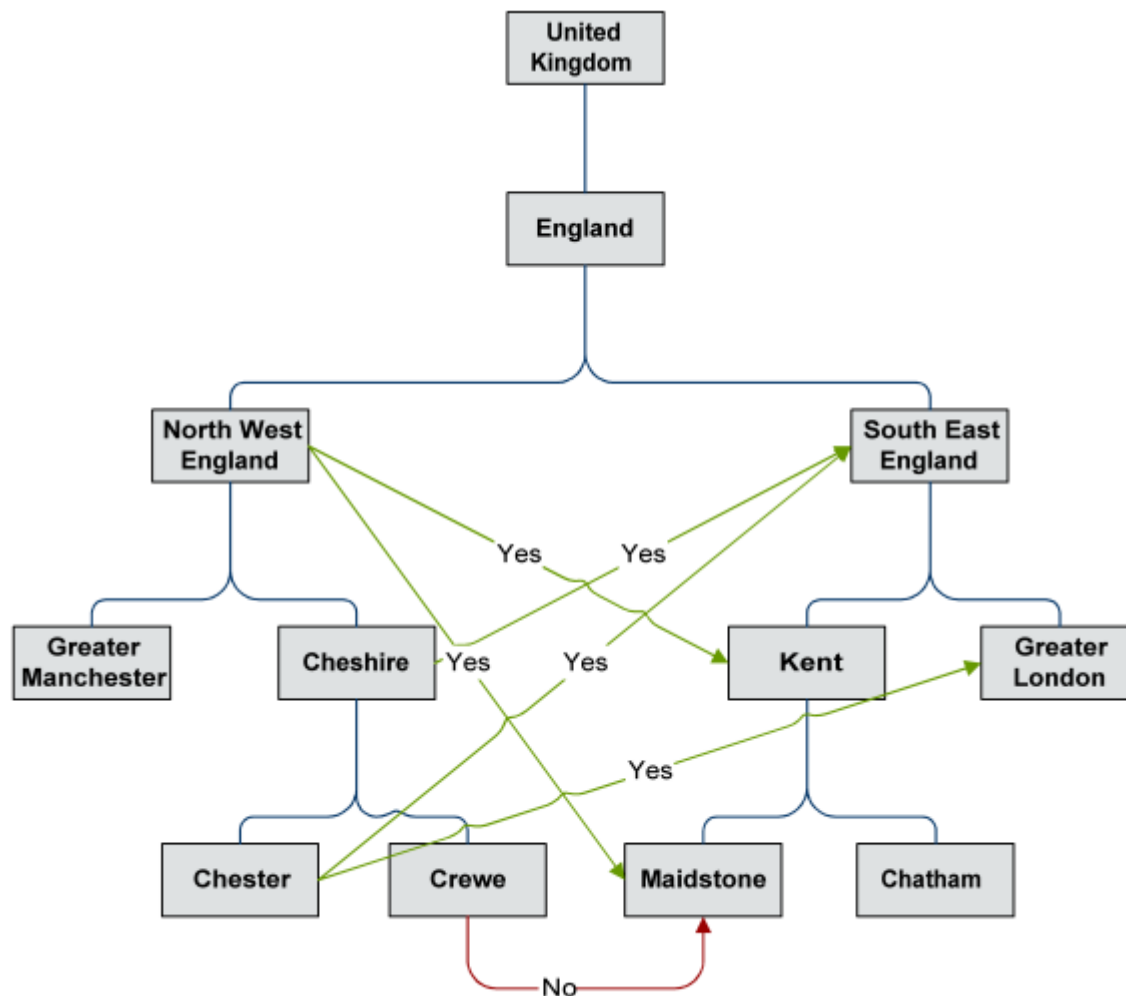 United
Kingdom
England
North West
England
South East
England
Yes
Yes
Greater
Manchester
Cheshire
Yes
Yes
Kent
Greater
London
Yes
Chester
Crewe
Maidstone
Chatham
No